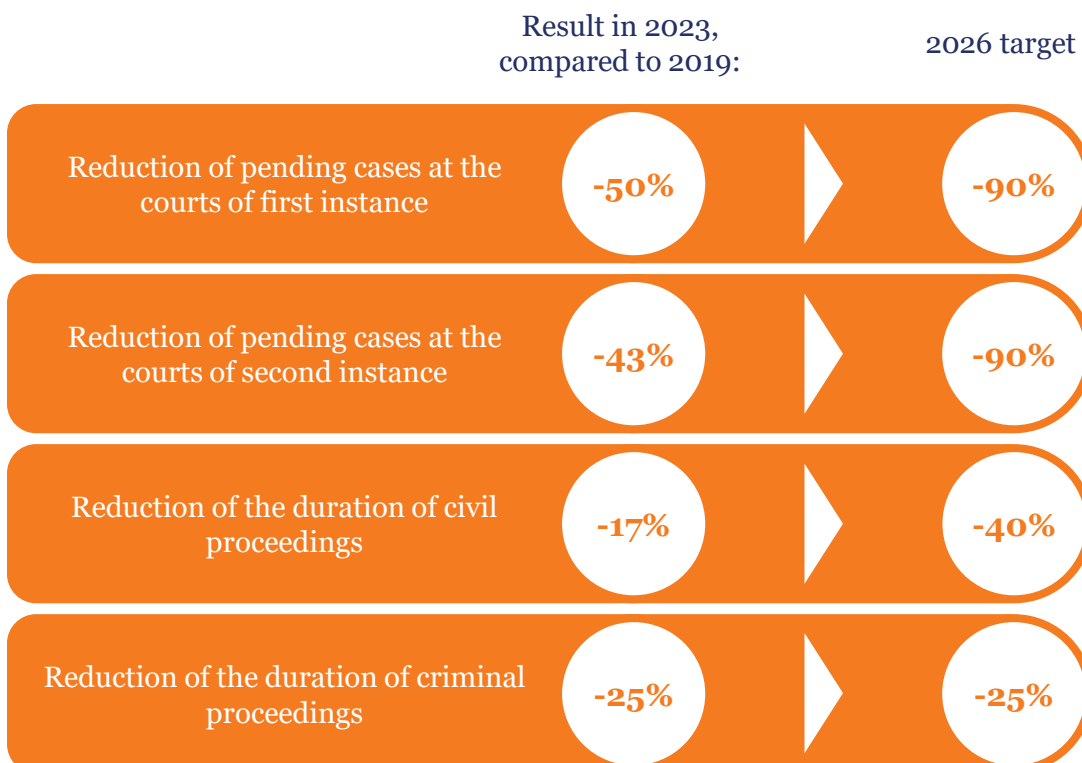 Result in 2023,
compared to 2019:
2026 target
Reduction of pending cases at the
courts of first instance
-50%
-90%
Reduction of pending cases at the
courts of second instance
-43%
-90%
Reduction of the duration of civil
proceedings
-17%
-40%
Reduction of the duration of criminal
proceedings
-25%
-25%